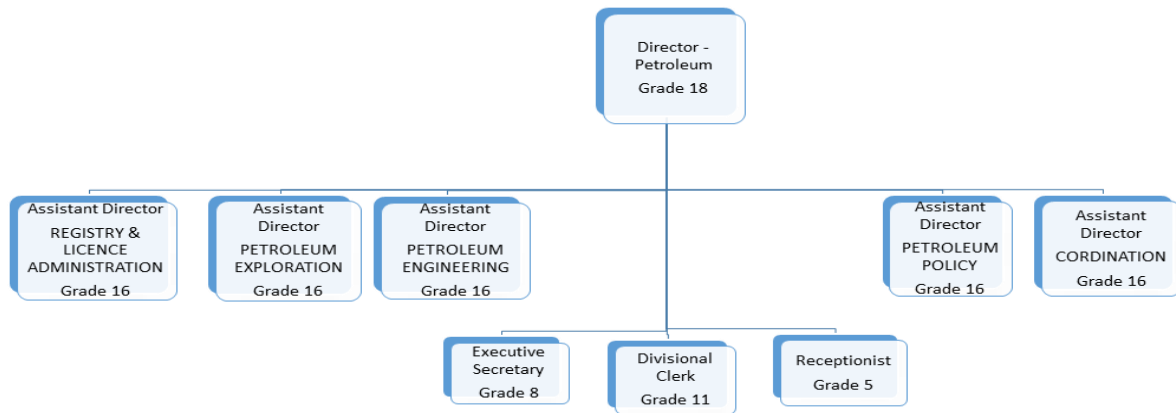 Director -
Petroleum
Grade 18
Assistant Director
REGISTRY &
LICENCE
ADMINISTRATION
Grade 16
Assistant
Director
PETROLEUM
EXPLORATION
Grade 16
Assistant
Director
PETROLEUM
ENGINEERING
Grade 16
Assistant
Director
PETROLEUM
POLICY
Grade 16
Assistant
Director
CORDINATION
Grade 16
Executive
Secretary
Grade 8
Divisional
Clerk
Grade 11
Receptionist
Grade 5